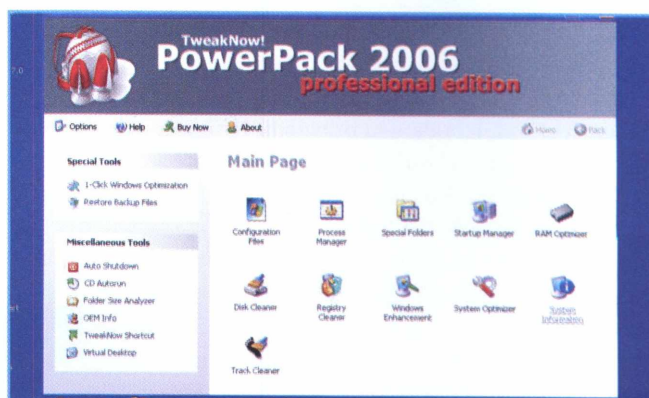 TweakNow!
PowerPack 2006
professional edition
7.0
Options Help Buy Now About Home Back
Special Tools
1-Click Windows Optimization
Restore Backup Files
Miscellaneous Tools
Auto Shutdown
CD Autorun
Folder Size Analyzer
OEM Info
TweakNow Shortcut
Virtual Desktop
Main Page
Configuration Files
Process Manager
Special Folders
Startup Manager
RAM Optimizer
Disk Cleaner
Registry Cleaner
Windows Enhancement
System Optimizer
System Information
Track Cleaner